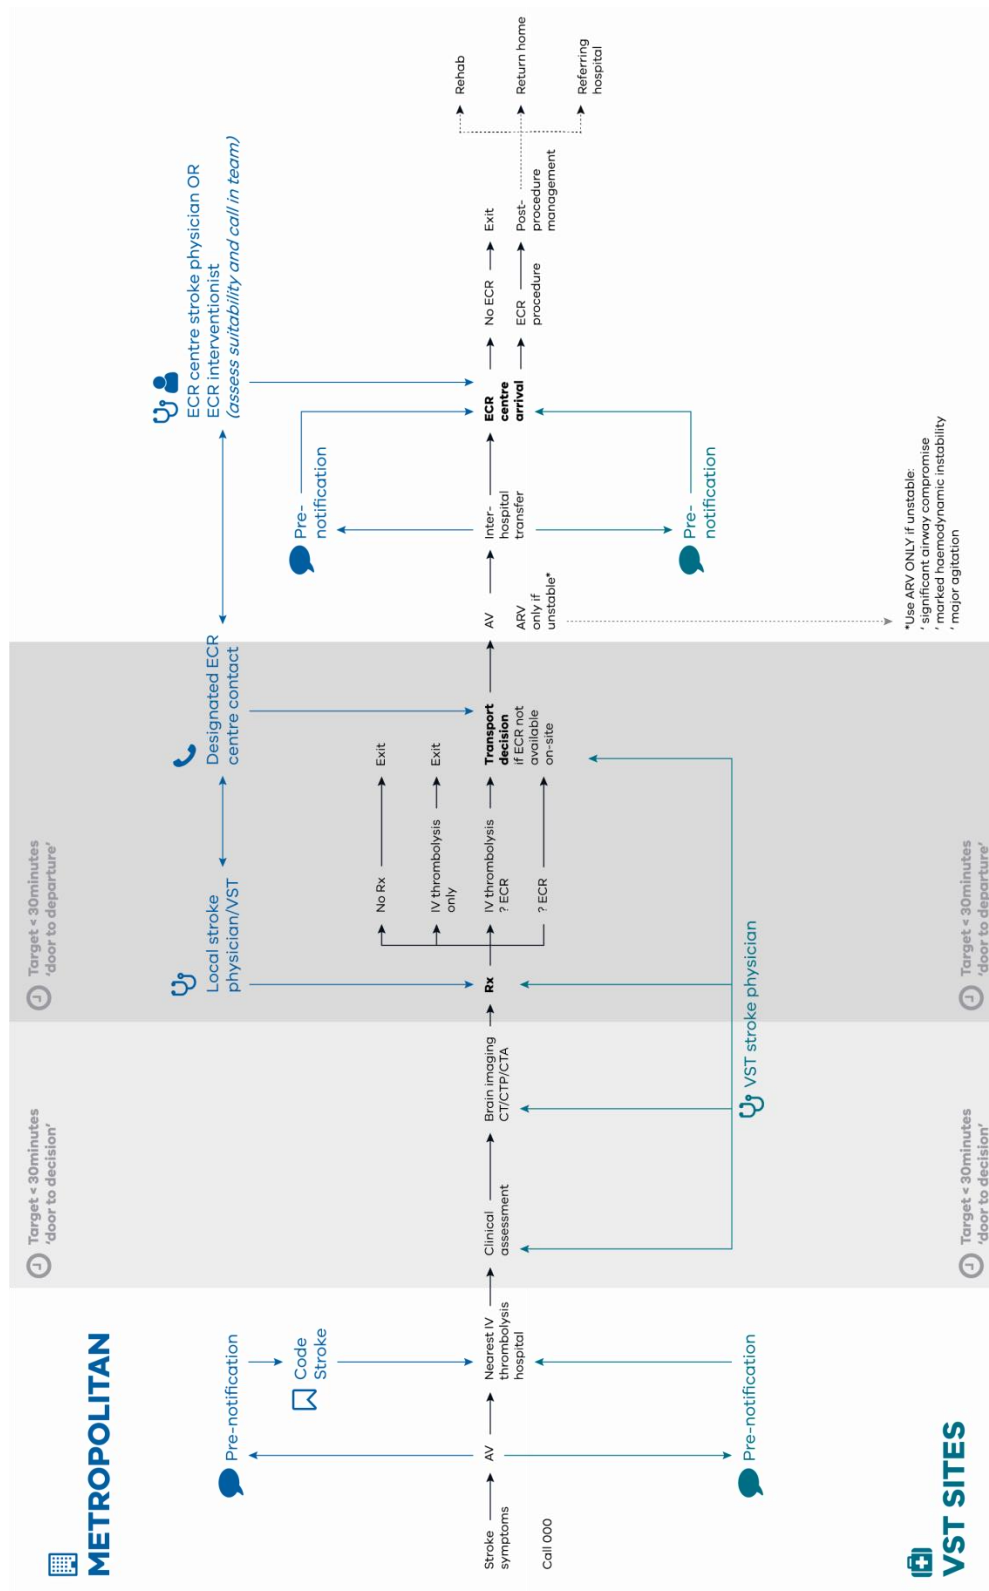 METROPOLITAN
Target < 30minutes
'door to decision'
Target < 30minutes
'door to departure'
Pre-notification
Code
Stroke
Local stroke
physician/VST
Designated ECR
centre contact
ECR centre stroke physician OR
ECR interventionist
(assess suitability and call in team)
Pre-
notification
Stroke
symptoms
Call 000
AV
Nearest IV
thrombolysis
hospital
Clinical
assessment
Brain imaging
CT/CTP/CTA
Rx
No Rx
Exit
IV thrombolysis
only
Exit
IV thrombolysis
? ECR
? ECR
Transport
decision
if ECR not
available
on-site
AV
ARV
only if
unstable*
Inter-
hospital
transfer
ECR
centre
arrival
No ECR
Exit
ECR
procedure
Post-
procedure
management
Rehab
Return home
Referring
hospital
Pre-notification
VST stroke physician
Pre-
notification
*Use ARV ONLY if unstable:
' significant airway compromise
' marked haemodynamic instability
' major agitation
VST SITES
Target < 30minutes
'door to decision'
Target < 30minutes
'door to departure'